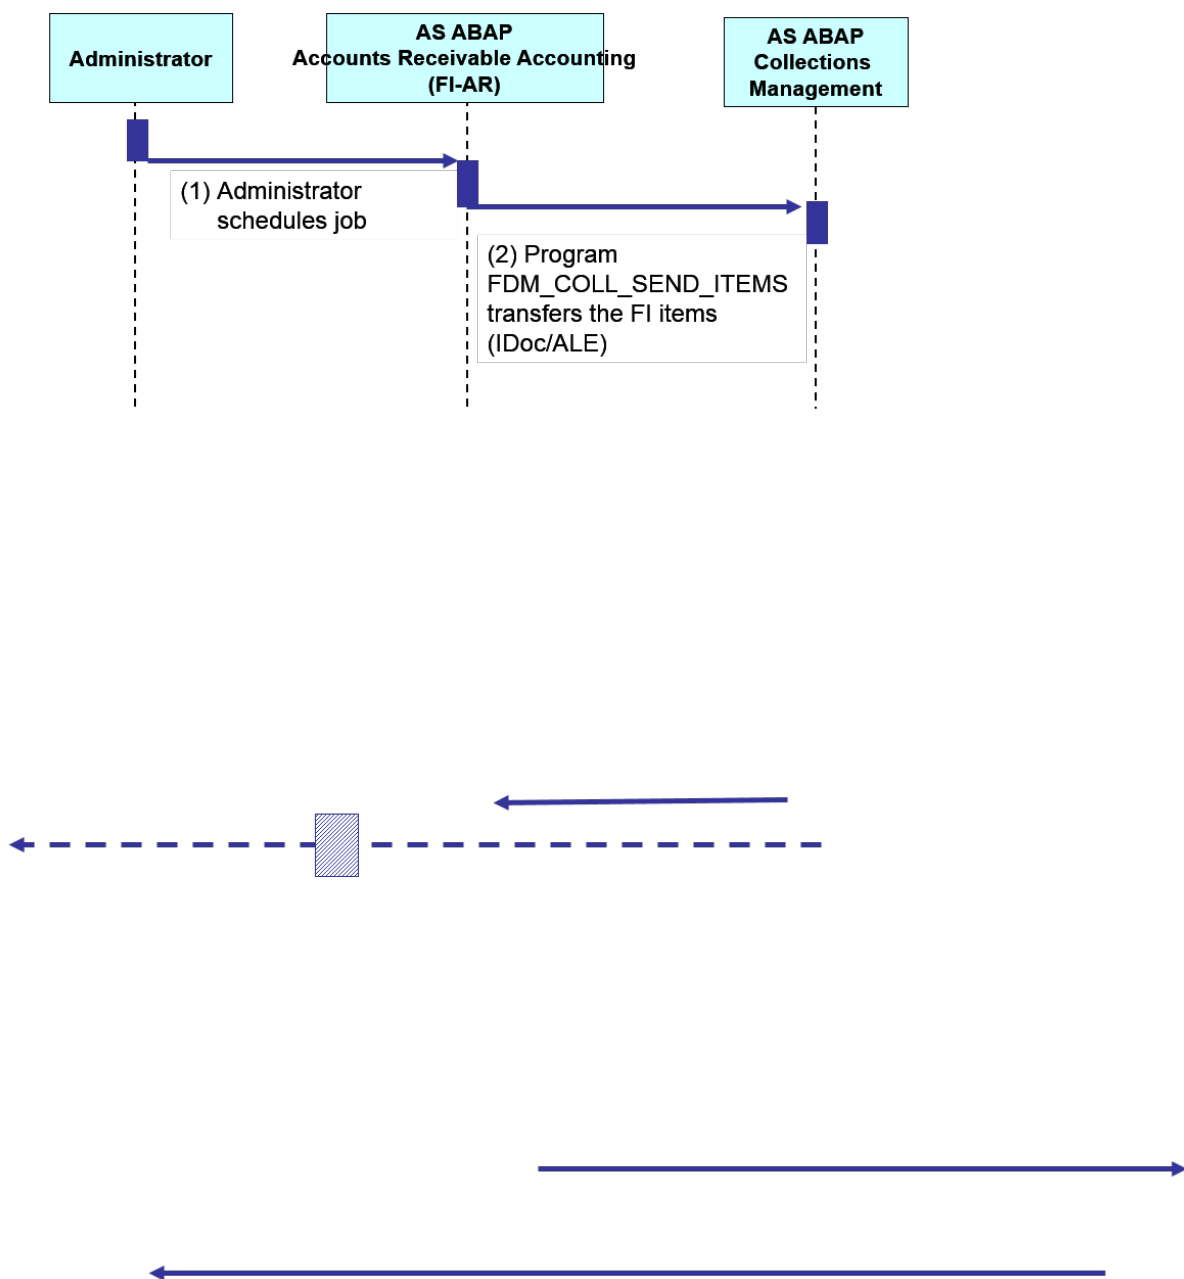 Administrator
AS ABAP
Accounts Receivable Accounting
(FI-AR)
AS ABAP
Collections
Management
(1) Administrator
schedules job
(2) Program
FDM_COLL_SEND_ITEMS
transfers the FI items
(IDoc/ALE)